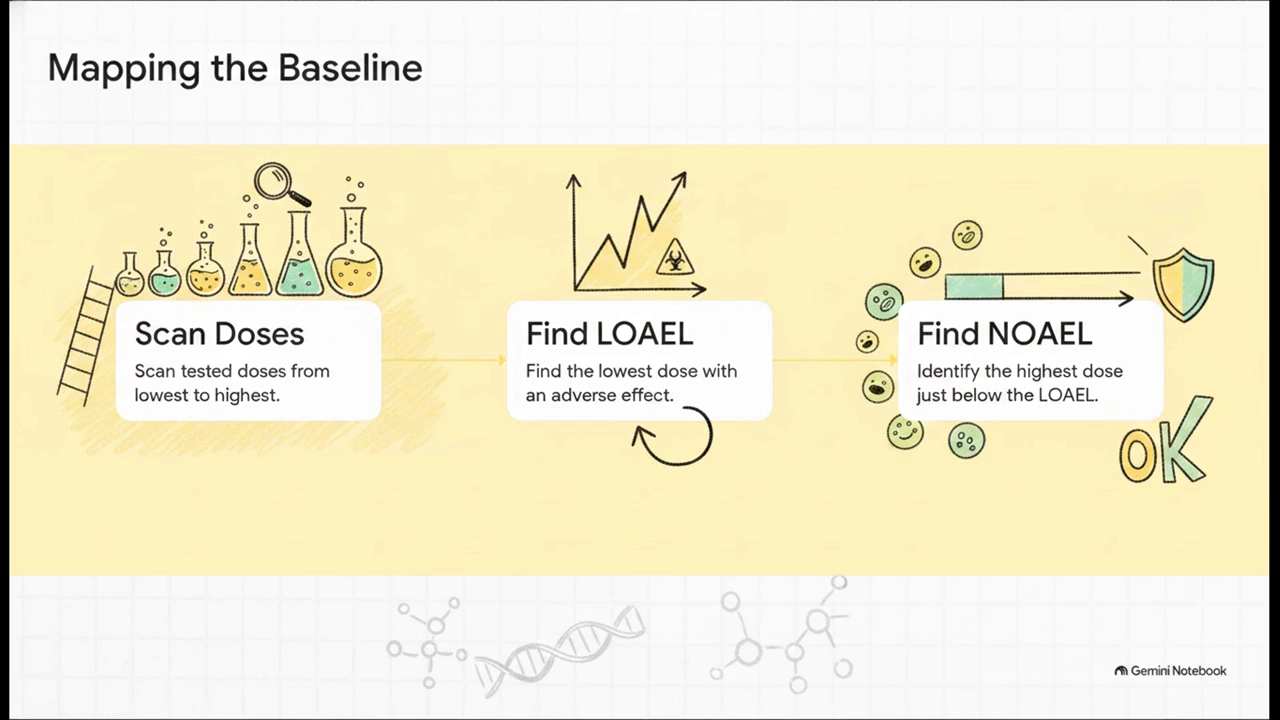 Mapping the Baseline
Scan Doses
Scan tested doses from
lowest to highest.
Find LOAEL
Find the lowest dose with
an adverse effect.
Find NOAEL
Identify the highest dose
just below the LOAEL.
OK
Gemini Notebook